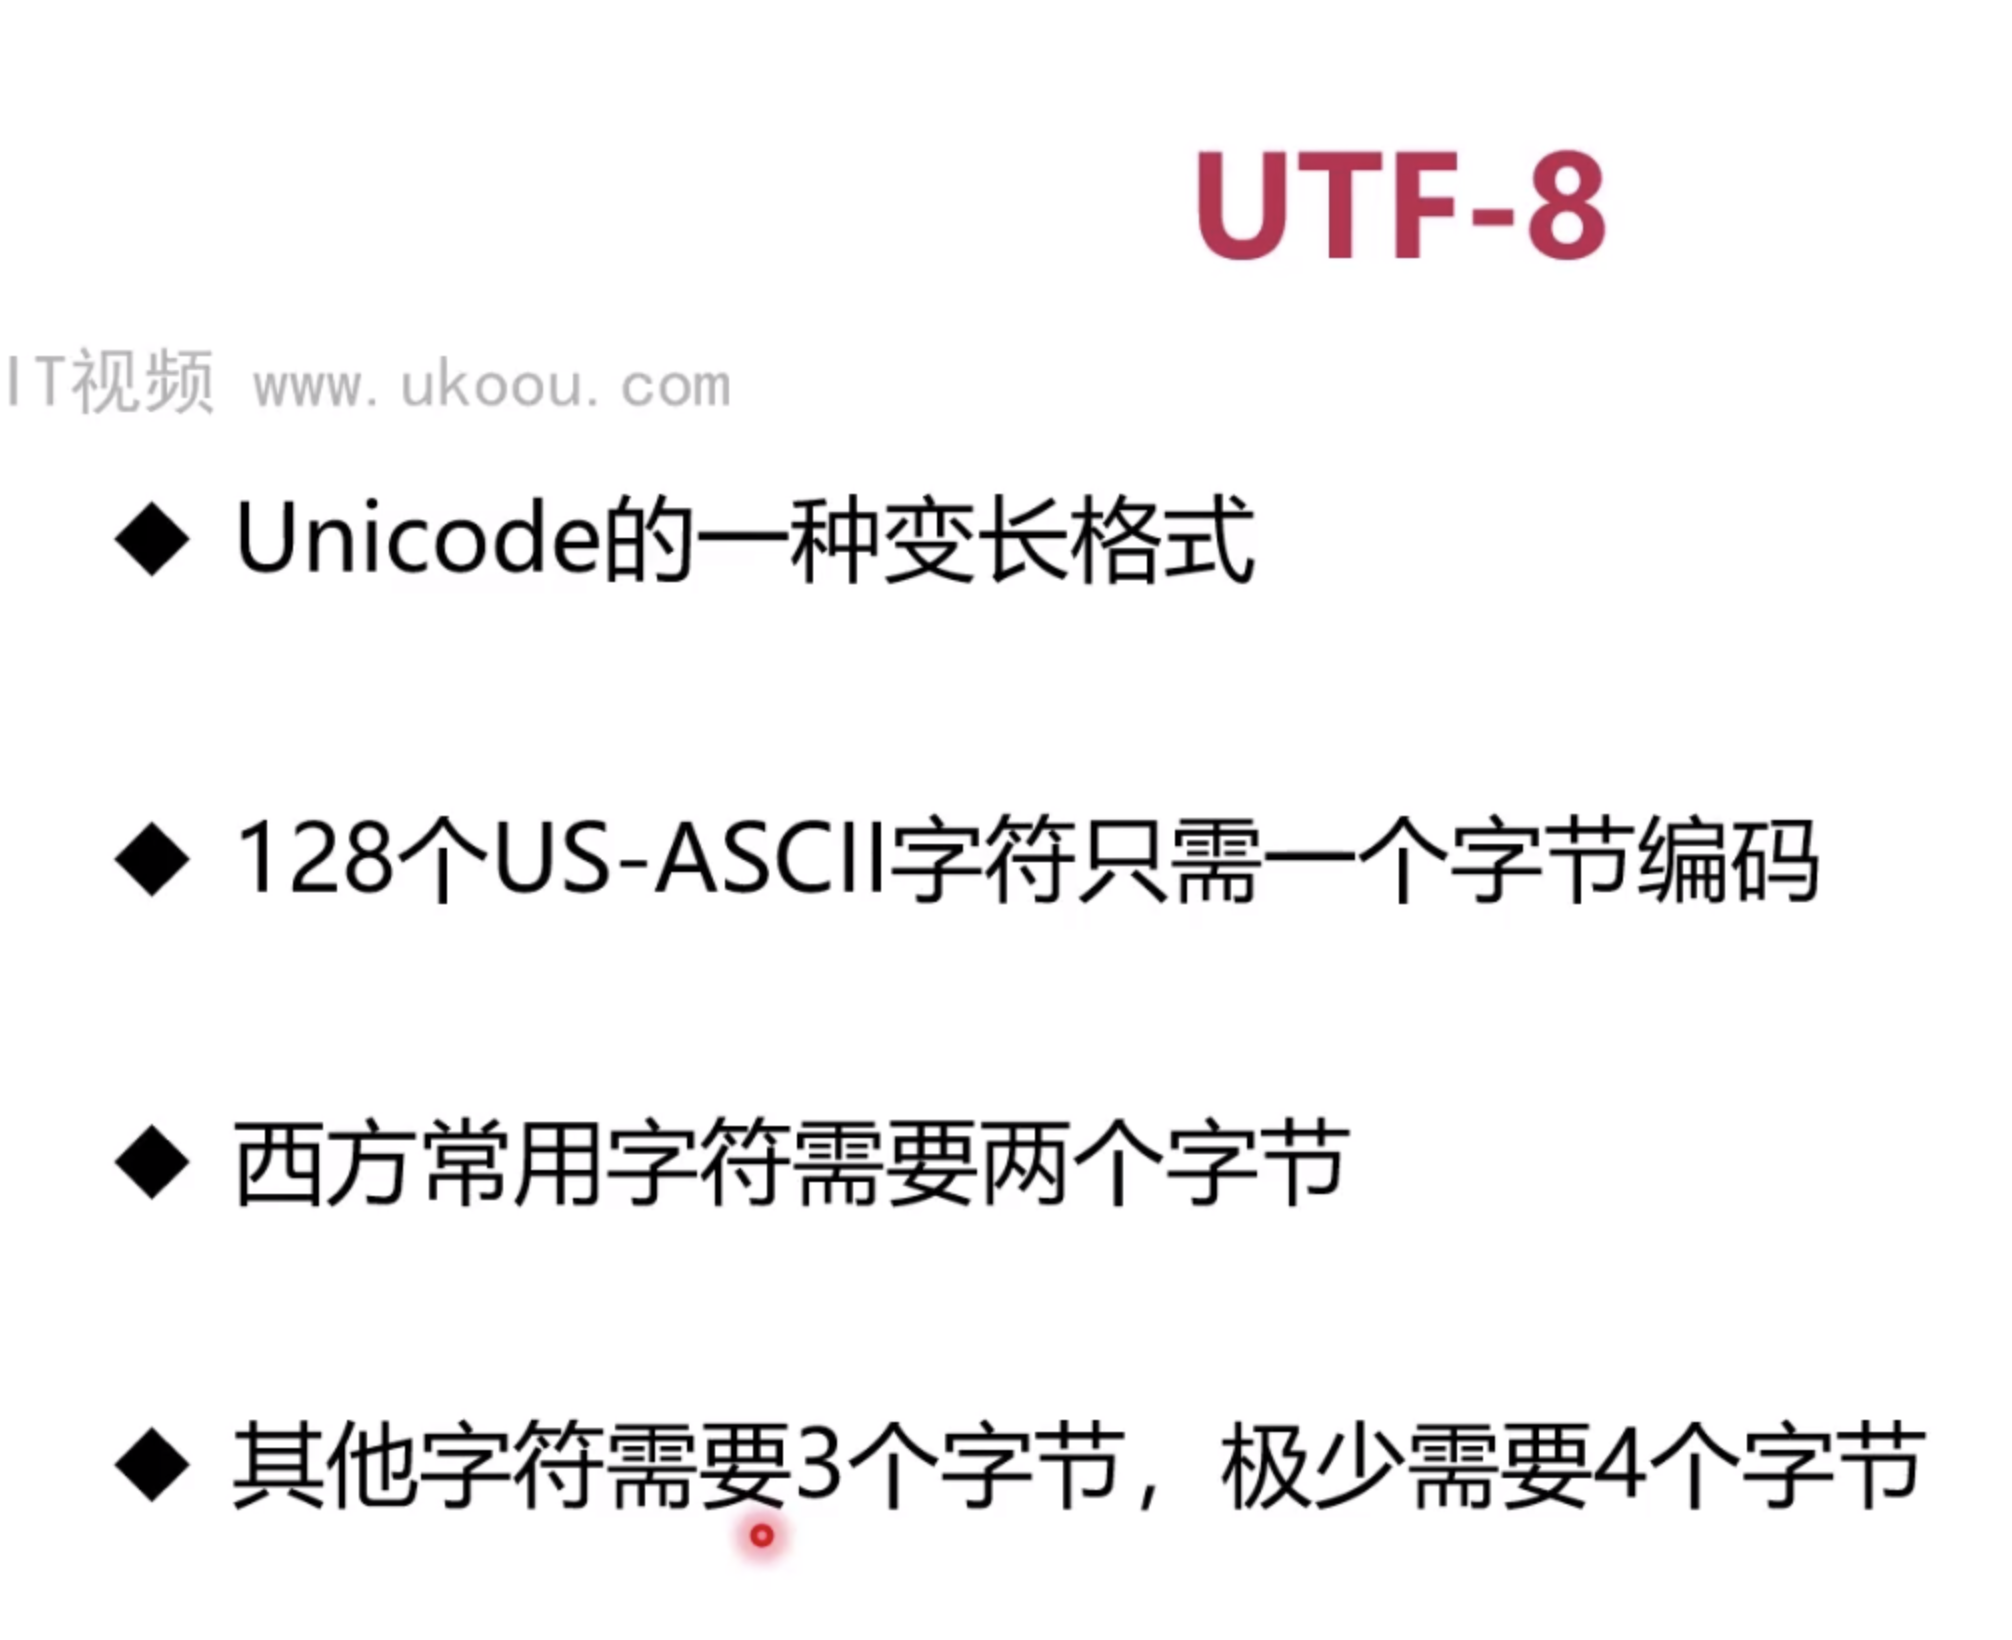 UTF-8
IT视频 www.ukoou.com
Unicode的一种变长格式
128个US-ASCII字符只需一个字节编码
西方常用字符需要两个字节
其他字符需要3个字节，极少需要4个字节